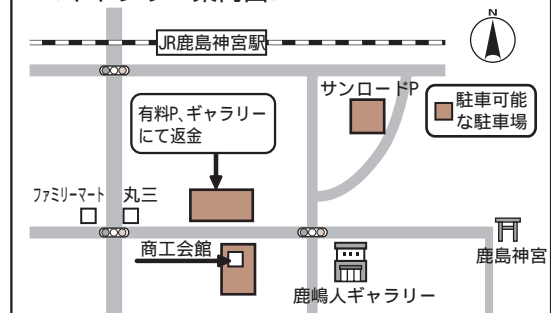 N
JR鹿島神宮駅
サンロードP
駐車可能
な駐車場
有料P、ギャラリー
にて返金
ﾌｧﾐﾘｰﾏｰﾄ
丸三
商工会館
鹿島神宮
鹿嶋人ギャラリー